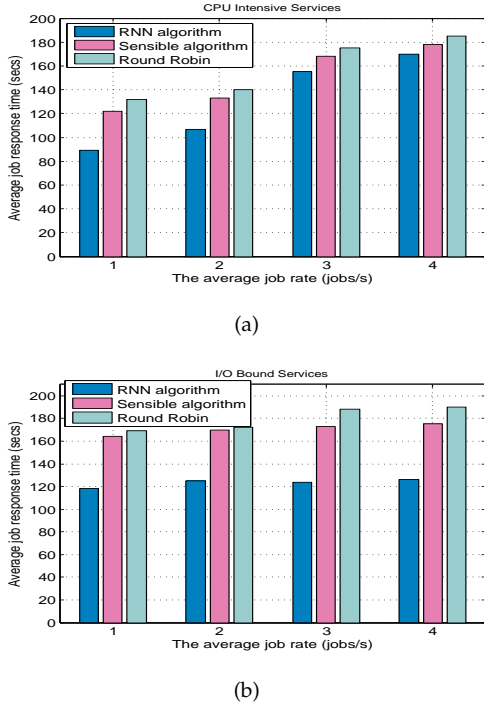 CPU Intensive Services
200
180
160
140
120
100
80
60
40
20
0
Average job response time (secs)
RNN algorithm
Sensible algorithm
Round Robin
1 2 3 4
The average job rate (jobs/s)
(a)
I/O Bound Services
200
180
160
140
120
100
80
60
40
20
0
Average job response time (secs)
RNN algorithm
Sensible algorithm
Round Robin
1 2 3 4
The average job rate (jobs/s)
(b)